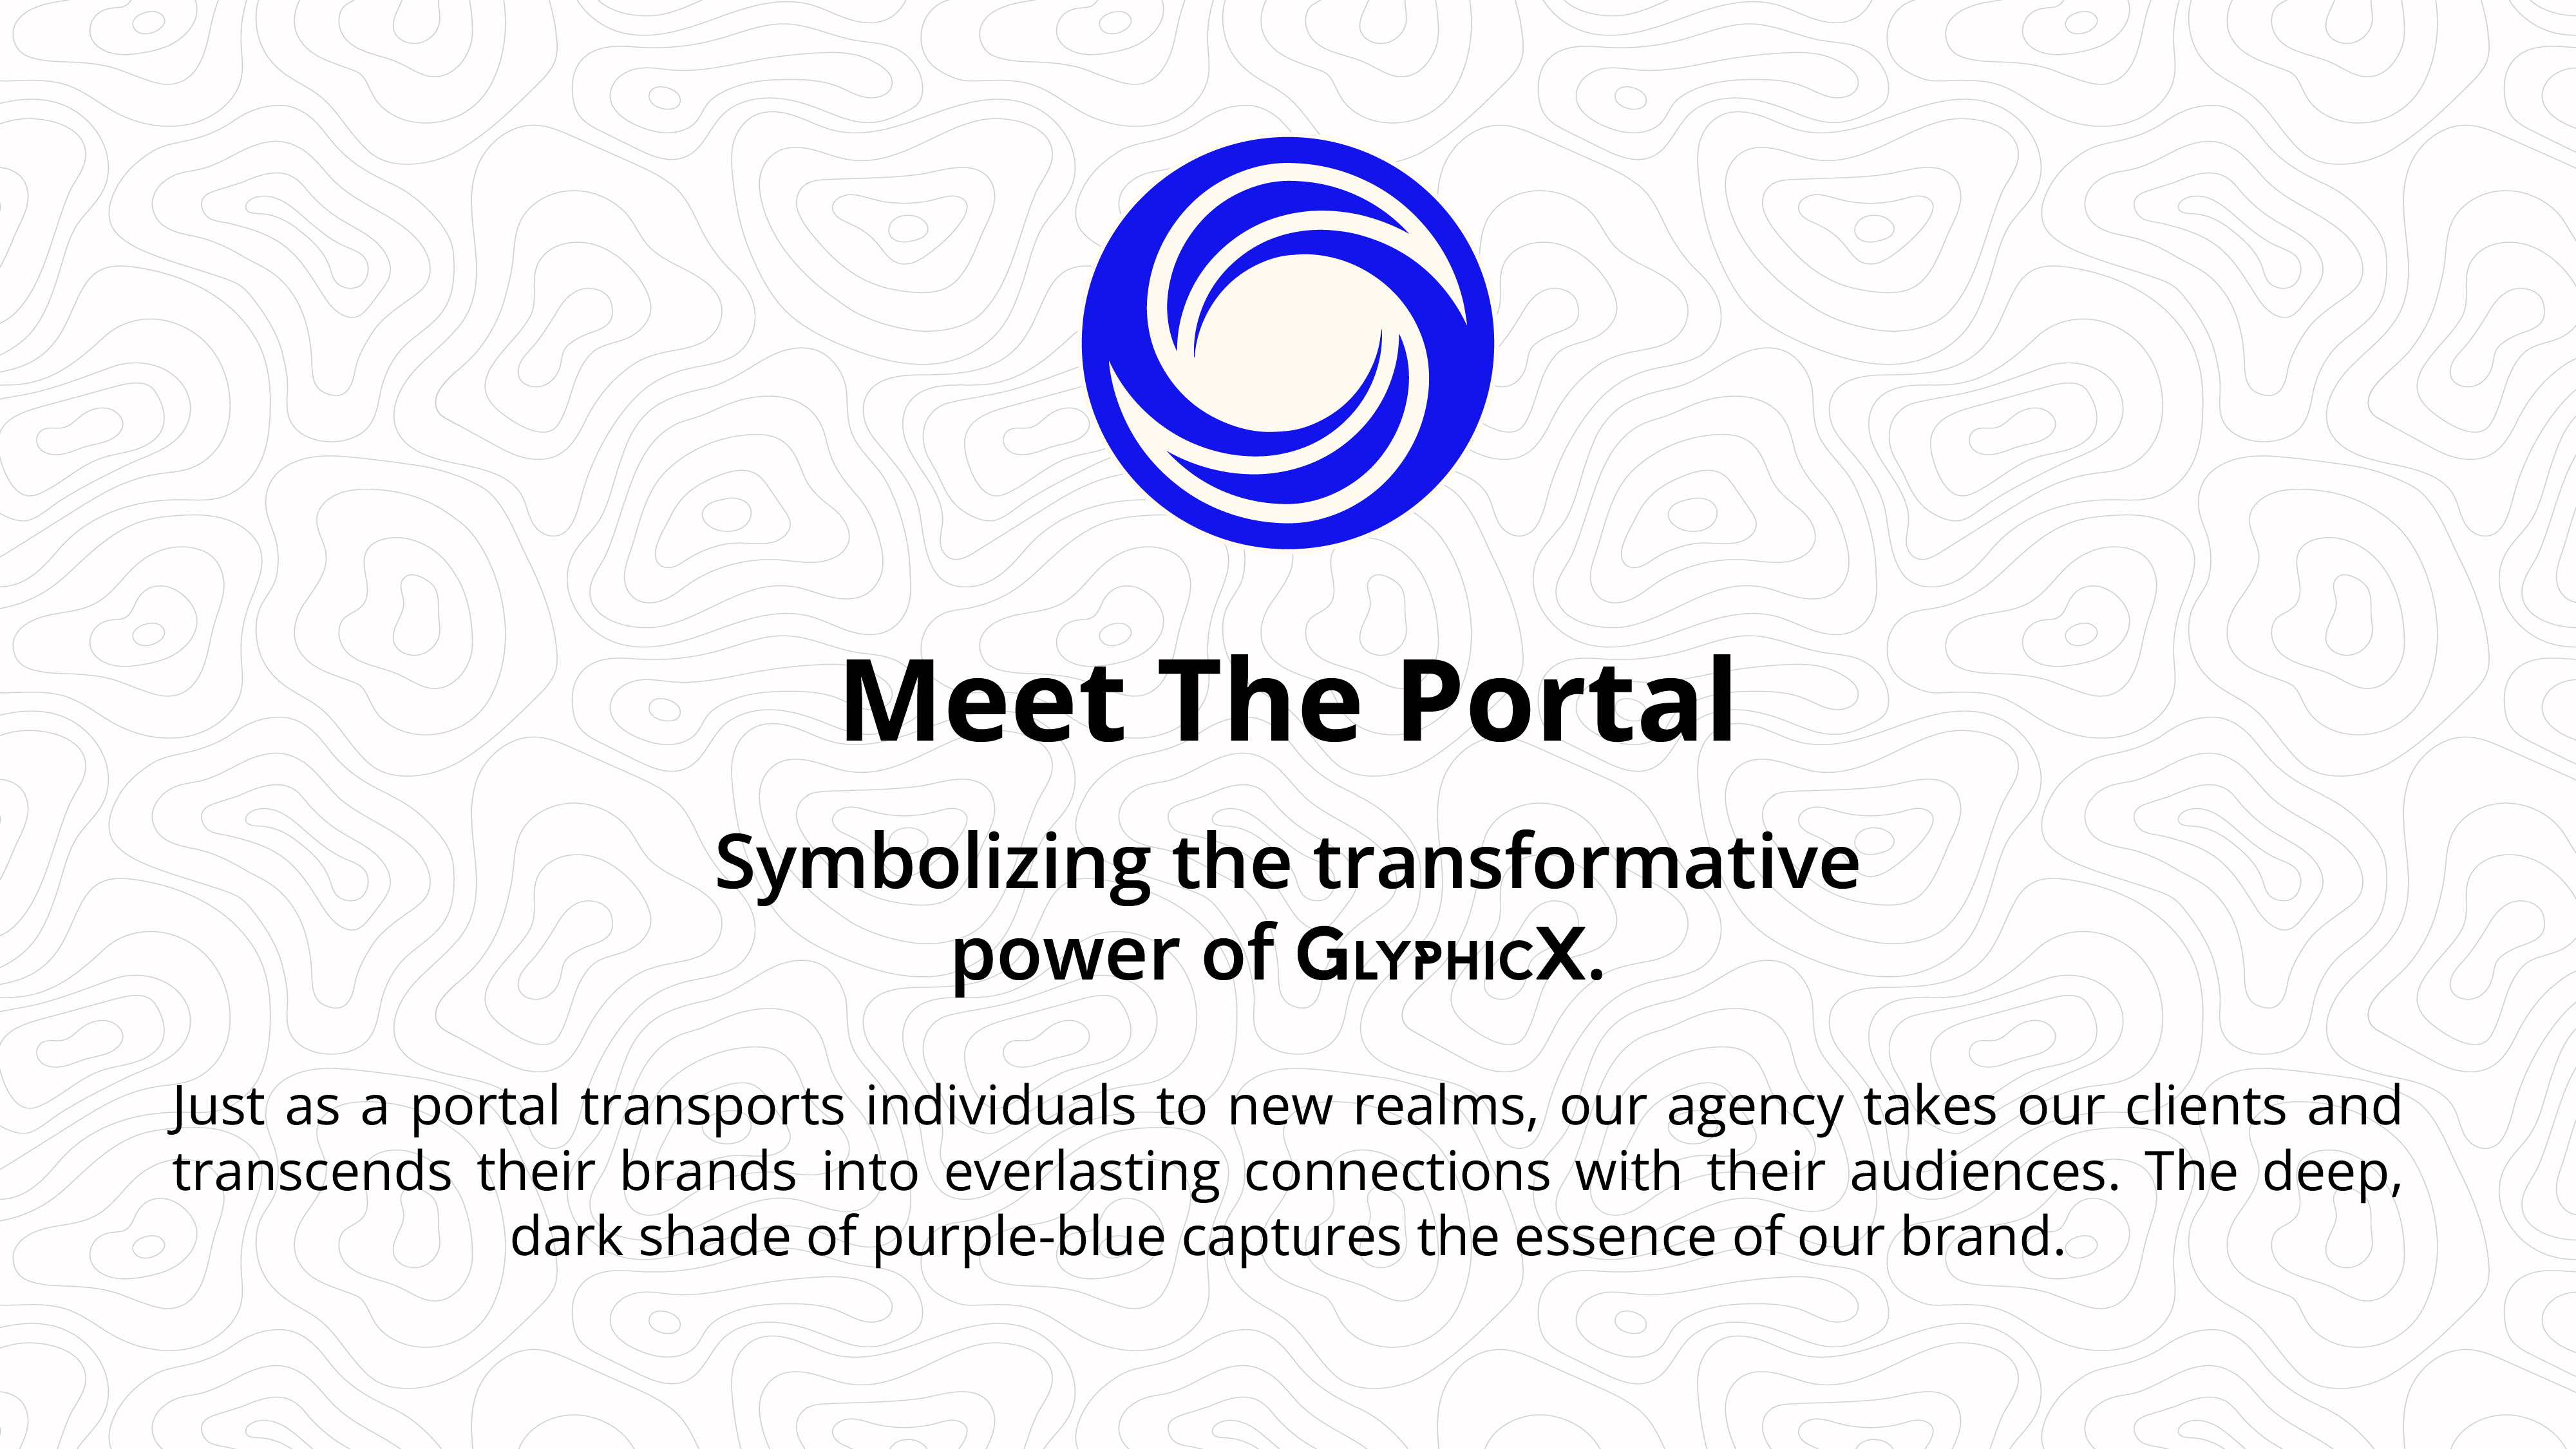 Meet The Portal
Symbolizing the transformative
power of GLYPHICX.
Just as a portal transports individuals to new realms, our agency takes our clients and
transcends their brands into everlasting connections with their audiences. The deep,
dark shade of purple-blue captures the essence of our brand.